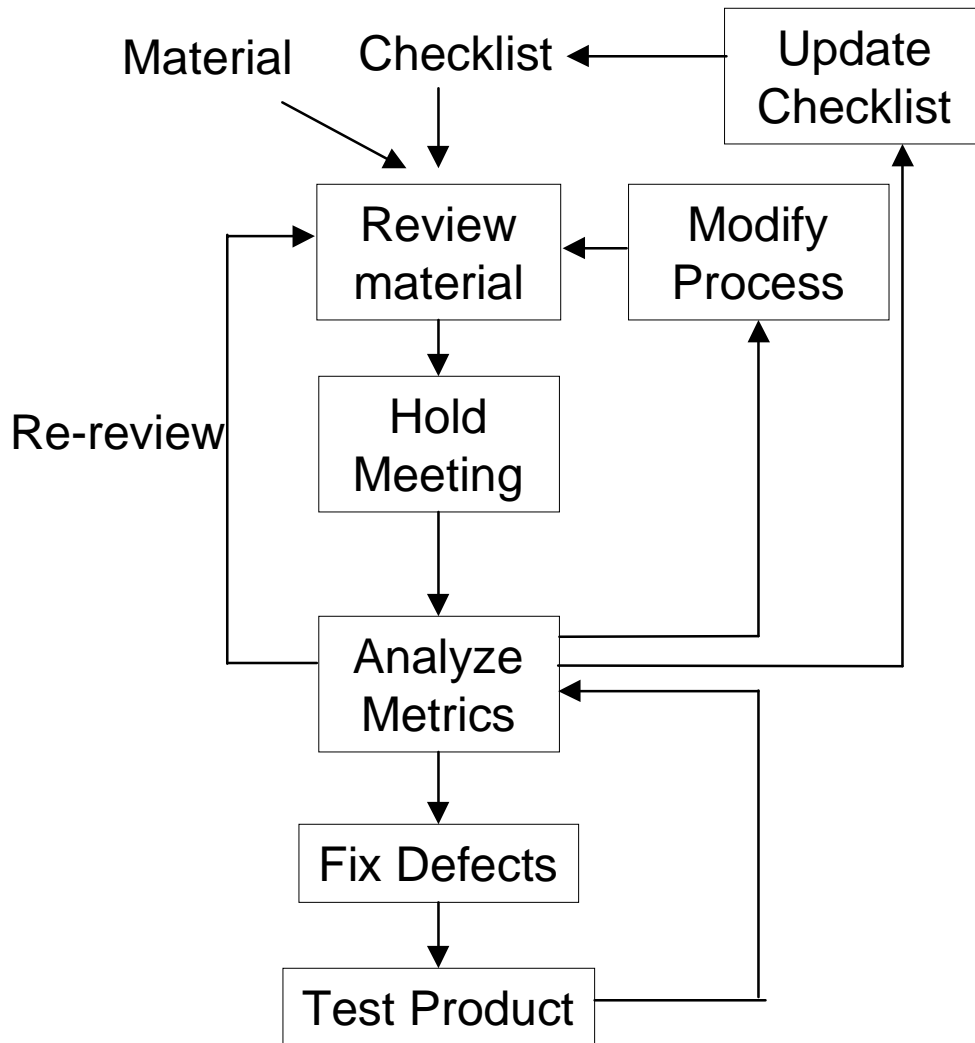 Material
Checklist
Update
Checklist
Review
material
Modify
Process
Hold
Meeting
Re-review
Analyze
Metrics
Fix Defects
Test Product